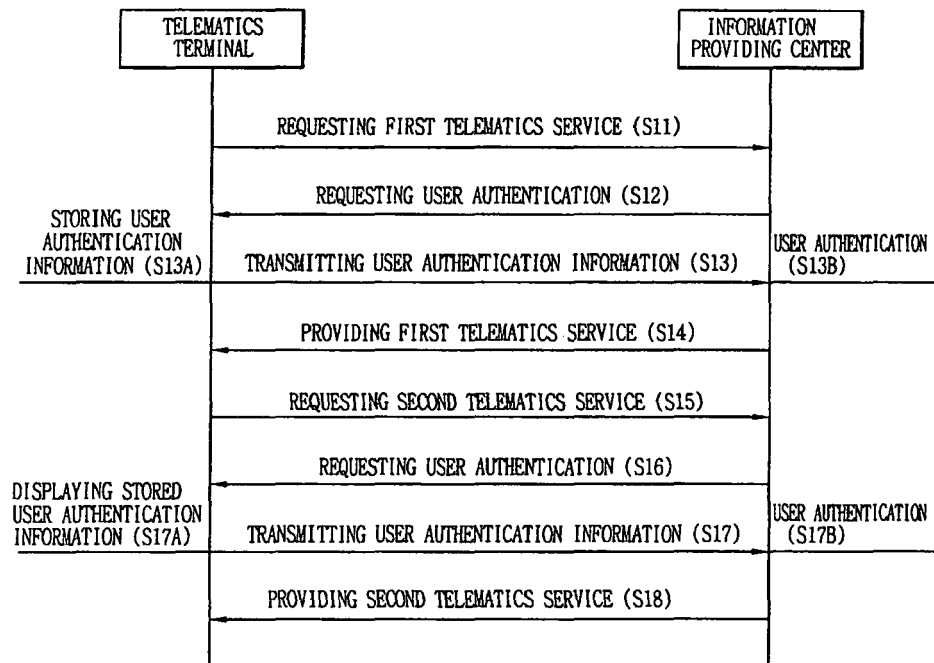 TELEMATICS
TERMINAL
INFORMATION
PROVIDING CENTER
REQUESTING FIRST TELEMATICS SERVICE (S11)
REQUESTING USER AUTHENTICATION (S12)
STORING USER
AUTHENTICATION
INFORMATION (S13A)
TRANSMITTING USER AUTHENTICATION INFORMATION (S13)
USER AUTHENTICATION
(S13B)
PROVIDING FIRST TELEMATICS SERVICE (S14)
REQUESTING SECOND TELEMATICS SERVICE (S15)
REQUESTING USER AUTHENTICATION (S16)
DISPLAYING STORED
USER AUTHENTICATION
INFORMATION (S17A)
TRANSMITTING USER AUTHENTICATION INFORMATION (S17)
USER AUTHENTICATION
(S17B)
PROVIDING SECOND TELEMATICS SERVICE (S18)